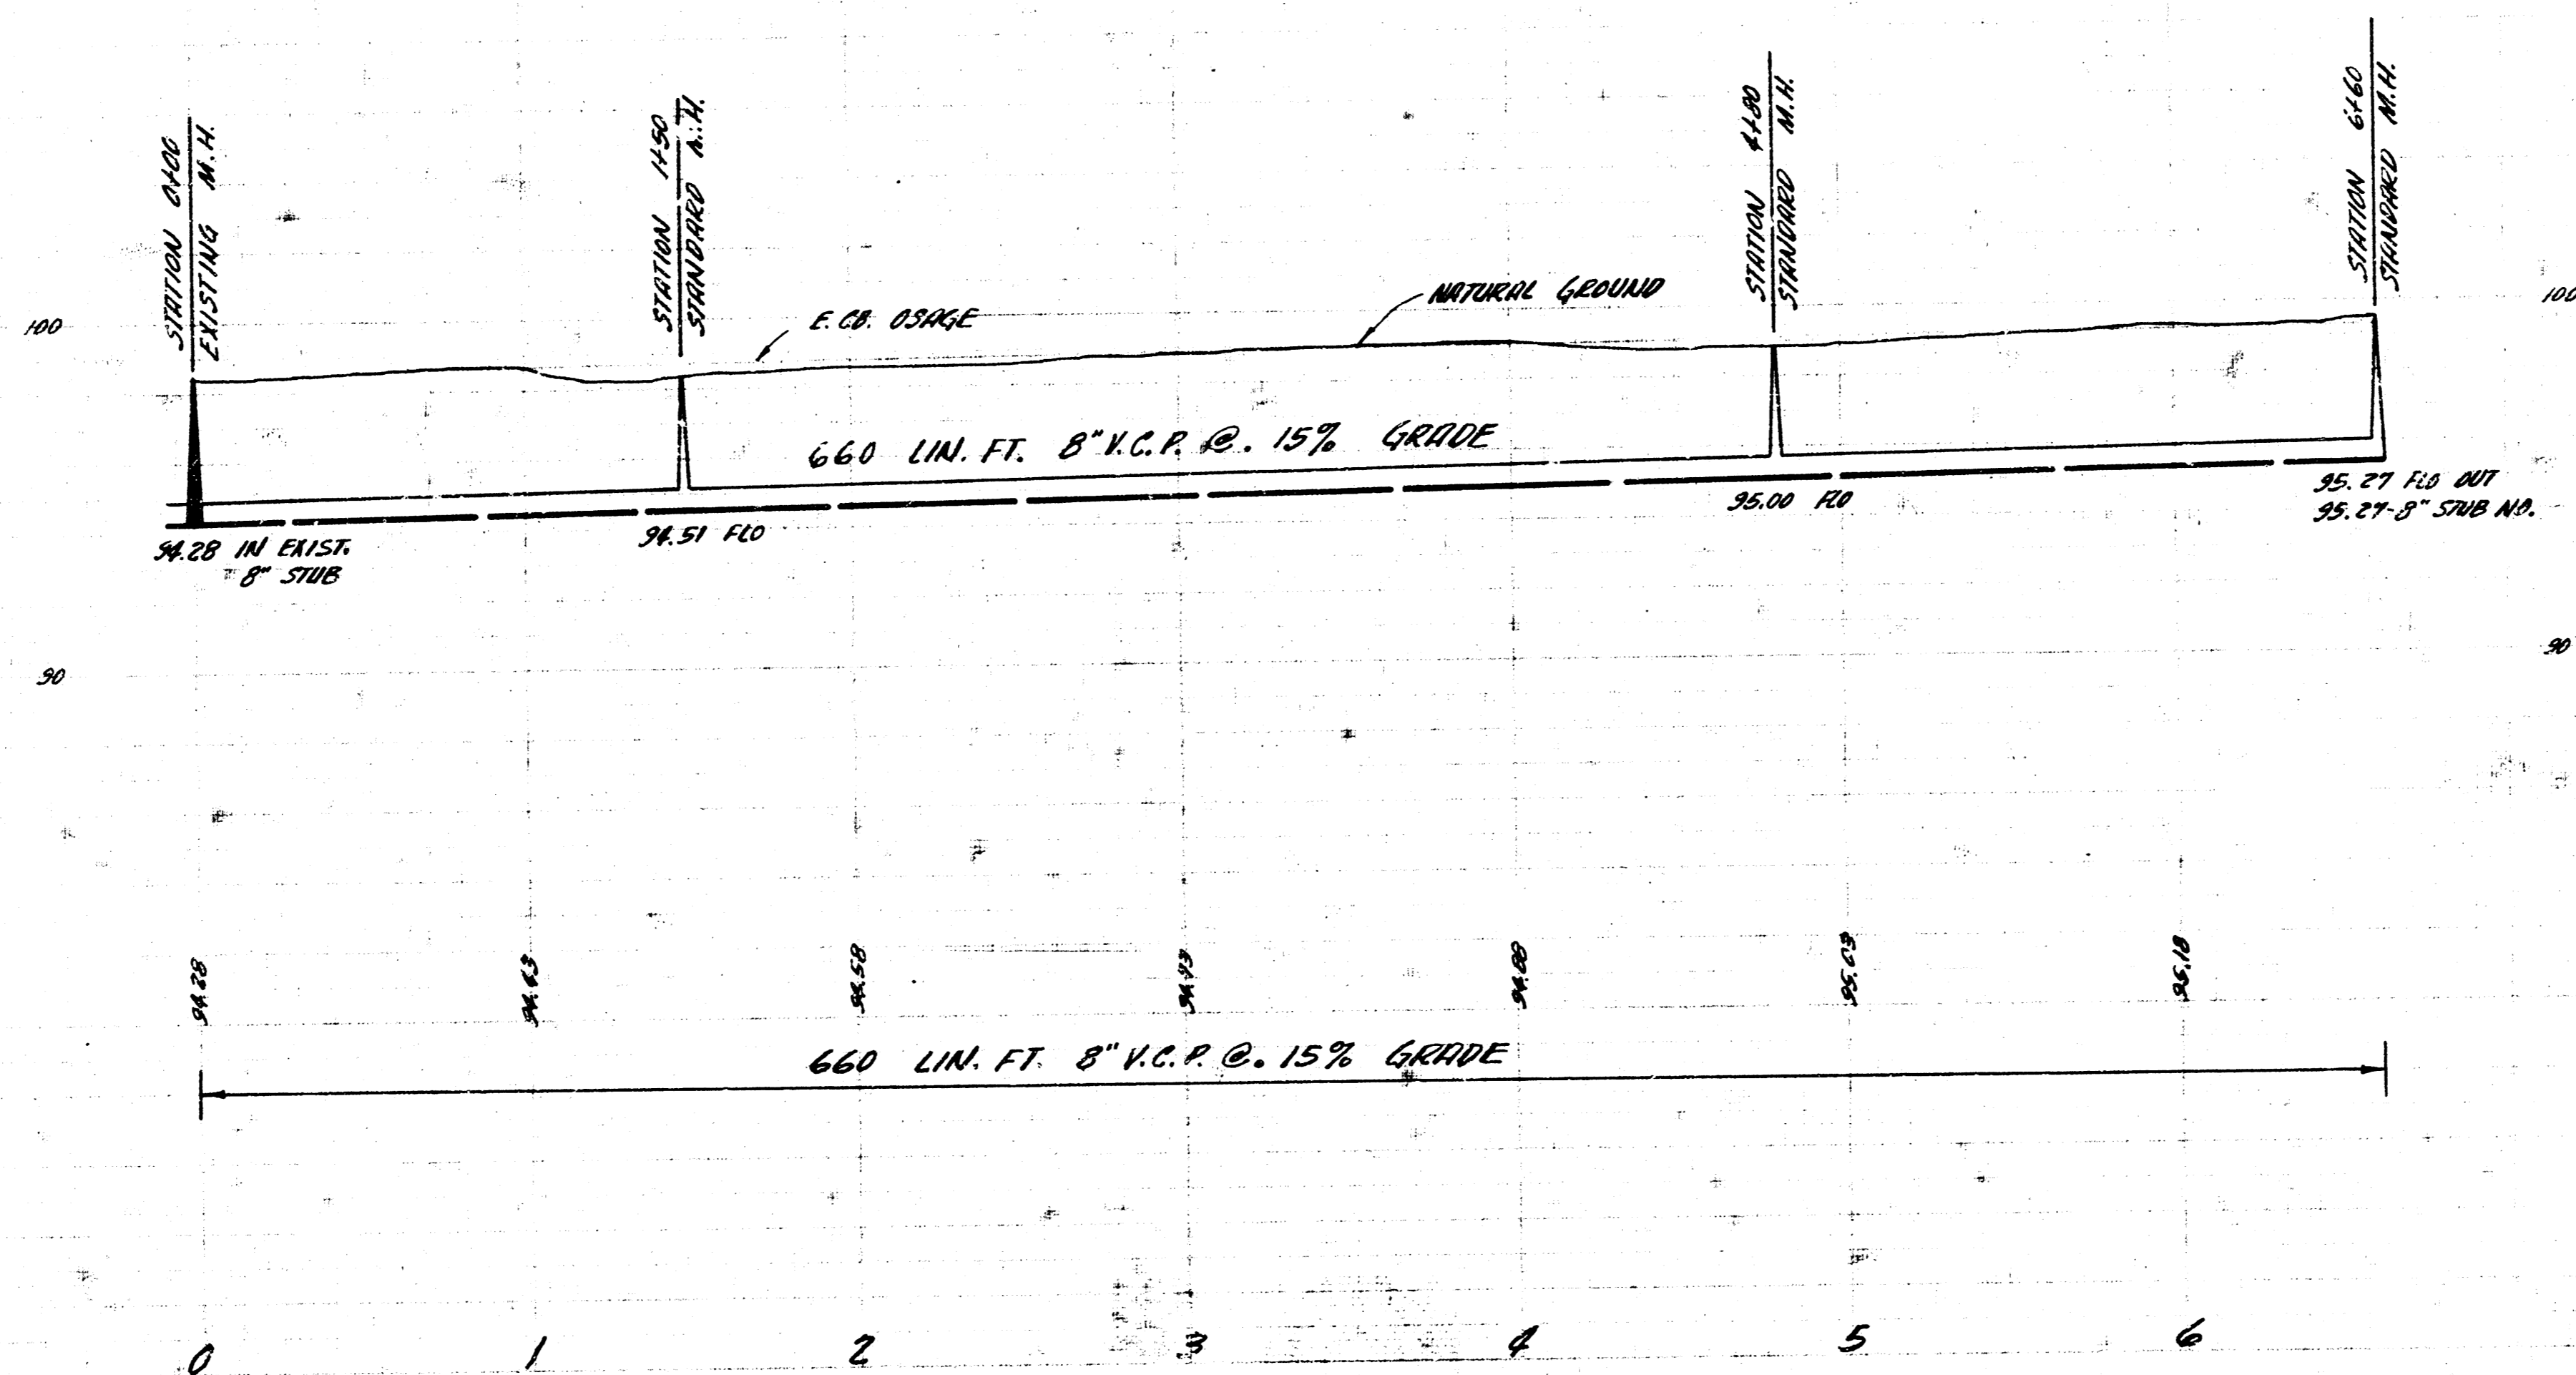 STATION 0+00
EXISTING M.H.
STATION 1+50
STANDARD M.H.
STATION 4+80
STANDARD M.H.
STATION 6+60
STANDARD M.H.
100
100
E. CB. OSAGE
NATURAL GROUND
660 LIN. FT. 8" V.C.P. @ .15% GRADE
94.28 IN EXIST.
8" STUB
94.51 FLO
95.00 FLO
95.27 FLO OUT
95.27-8" STUB NO.
90
90
94.28
94.43
94.58
94.73
94.88
95.03
95.18
660 LIN. FT. 8" V.C.P. @ .15% GRADE
0 1 2 3 4 5 6